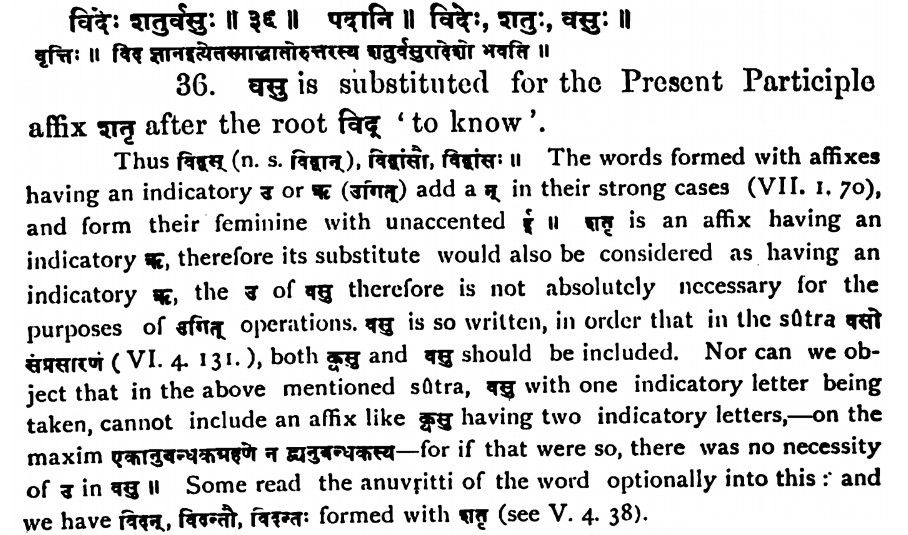 विदेः शतुर्वसुः ॥ ३६ ॥ पदानि ॥ विदेः, शतुः, वसुः ॥
वृत्तिः ॥ विद ज्ञानइत्येतस्माद्धातोरुत्तरस्य शतुर्वसुरादेशो भवति ॥
36. वसु is substituted for the Present Participle
affix शतृ after the root विद् ‘to know’.
Thus विद्वस् (n. s. विद्वान्), विद्वांसौ, विद्वांसः ॥ The words formed with affixes
having an indicatory उ or ऋ (उगित्) add a न् in their strong cases (VII. 1. 70),
and form their feminine with unaccented ई ॥ शतृ is an affix having an
indicatory ऋ, therefore its substitute would also be considered as having an
indicatory ऋ, the उ of वसु therefore is not absolutely necessary for the
purposes of उगित् operations. वसु is so written, in order that in the sûtra वसो
संप्रसारणं (VI. 4. 131.), both क्वसु and वसु should be included. Nor can we ob-
ject that in the above mentioned sûtra, वसु with one indicatory letter being
taken, cannot include an affix like क्वसु having two indicatory letters,—on the
maxim एकानुबन्धकग्रहणे न द्व्यनुबन्धकस्य—for if that were so, there was no necessity
of उ in वसु ॥ Some read the anuvṛitti of the word optionally into this : and
we have विदन्, विदन्तौ, विदन्तः formed with शतृ (see V. 4. 38).